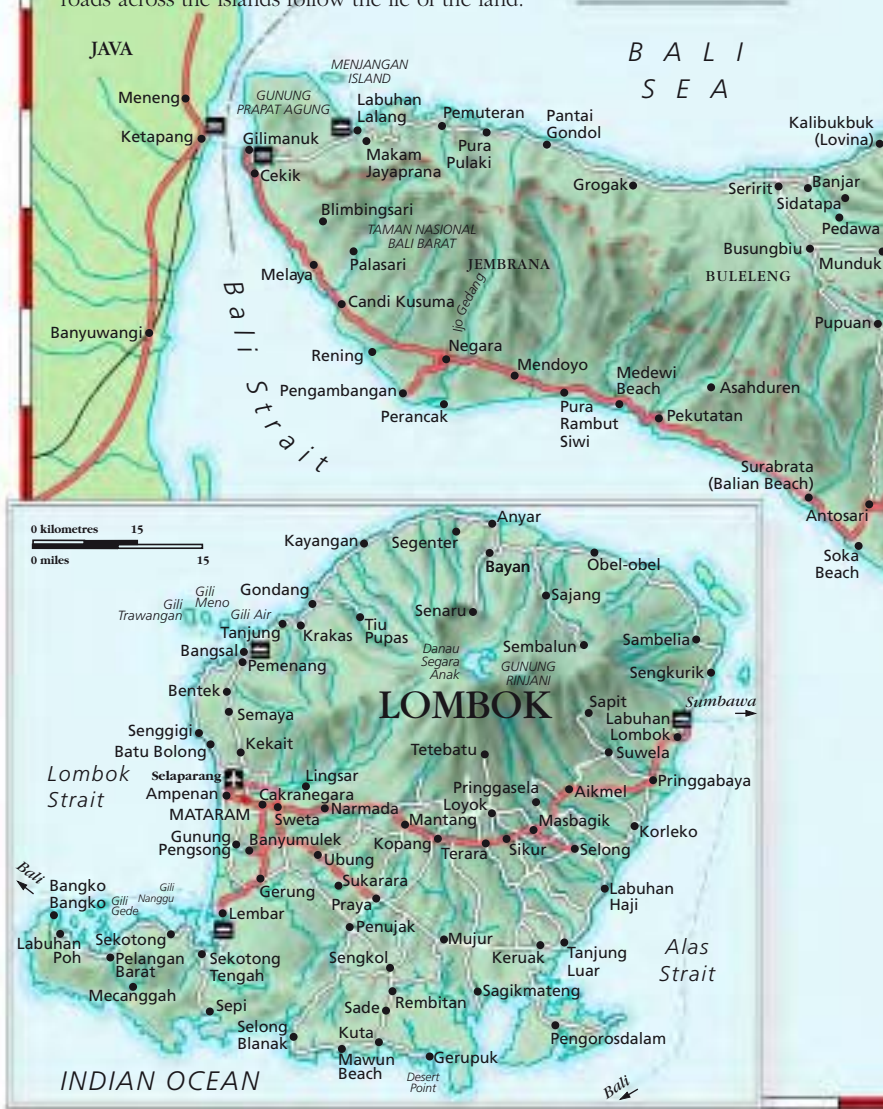 roads across the islands follow the lie of the land.
JAVA
BALI
SEA
MENJANGAN
ISLAND
GUNUNG
PRAPAT AGUNG
Meneng
Ketapang
Gilimanuk
Cekik
Labuhan
Lalang
Makam
Jayaprana
Pemuteran
Pura
Pulaki
Pantai
Gondol
Kalibukbuk
(Lovina)
Grogak
Seririt
Banjar
Sidatapa
Pedawa
Blimbingsari
TAMAN NASIONAL
BALI BARAT
Palasari
JEMBRANA
BULELENG
Busungbiu
Munduk
Melaya
Candi Kusuma
Ijo Gedang
Bali Strait
Banyuwangi
Pupuan
Rening
Negara
Mendoyo
Medewi
Beach
Asahduren
Pengambangan
Perancak
Pura
Rambut
Siwi
Pekutatan
Surabrata
(Balian Beach)
Antosari
Soka
Beach
0 kilometres 15
0 miles 15
Anyar
Kayangan
Segenter
Bayan
Obel-obel
Gondang
Gili
Trawangan
Gili
Meno
Gili Air
Tanjung
Krakas
Tiu
Pupas
Senaru
Sajang
Bangsal
Pemenang
Danau
Segara
Anak
Sembalun
GUNUNG
RINJANI
Sambelia
Sengkurik
Bentek
Semaya
LOMBOK
Sapit
Sumbawa
Labuhan
Lombok
Senggigi
Batu Bolong
Kekait
Tetebatu
Suwela
Lombok
Strait
Selaparang
Ampenan
Lingsar
Cakranegara
MATARAM
Sweta
Narmada
Pringgasela
Loyok
Mantang
Aikmel
Pringgabaya
Masbagik
Gunung
Pengsong
Banyumulek
Ubung
Kopang
Terara
Sikur
Selong
Korleko
Bali
Bangko
Bangko
Gili
Gede
Gili
Nanggu
Gerung
Sukarara
Praya
Labuhan
Haji
Lembar
Labuhan
Poh
Sekotong
Pelangan
Barat
Mecanggah
Sekotong
Tengah
Penujak
Mujur
Keruak
Tanjung
Luar
Alas
Strait
Sengkol
Sepi
Sade
Rembitan
Sagikmateng
Selong
Blanak
Kuta
Mawun
Beach
Gerupuk
Pengorosdalam
Desert
Point
INDIAN OCEAN
Bali